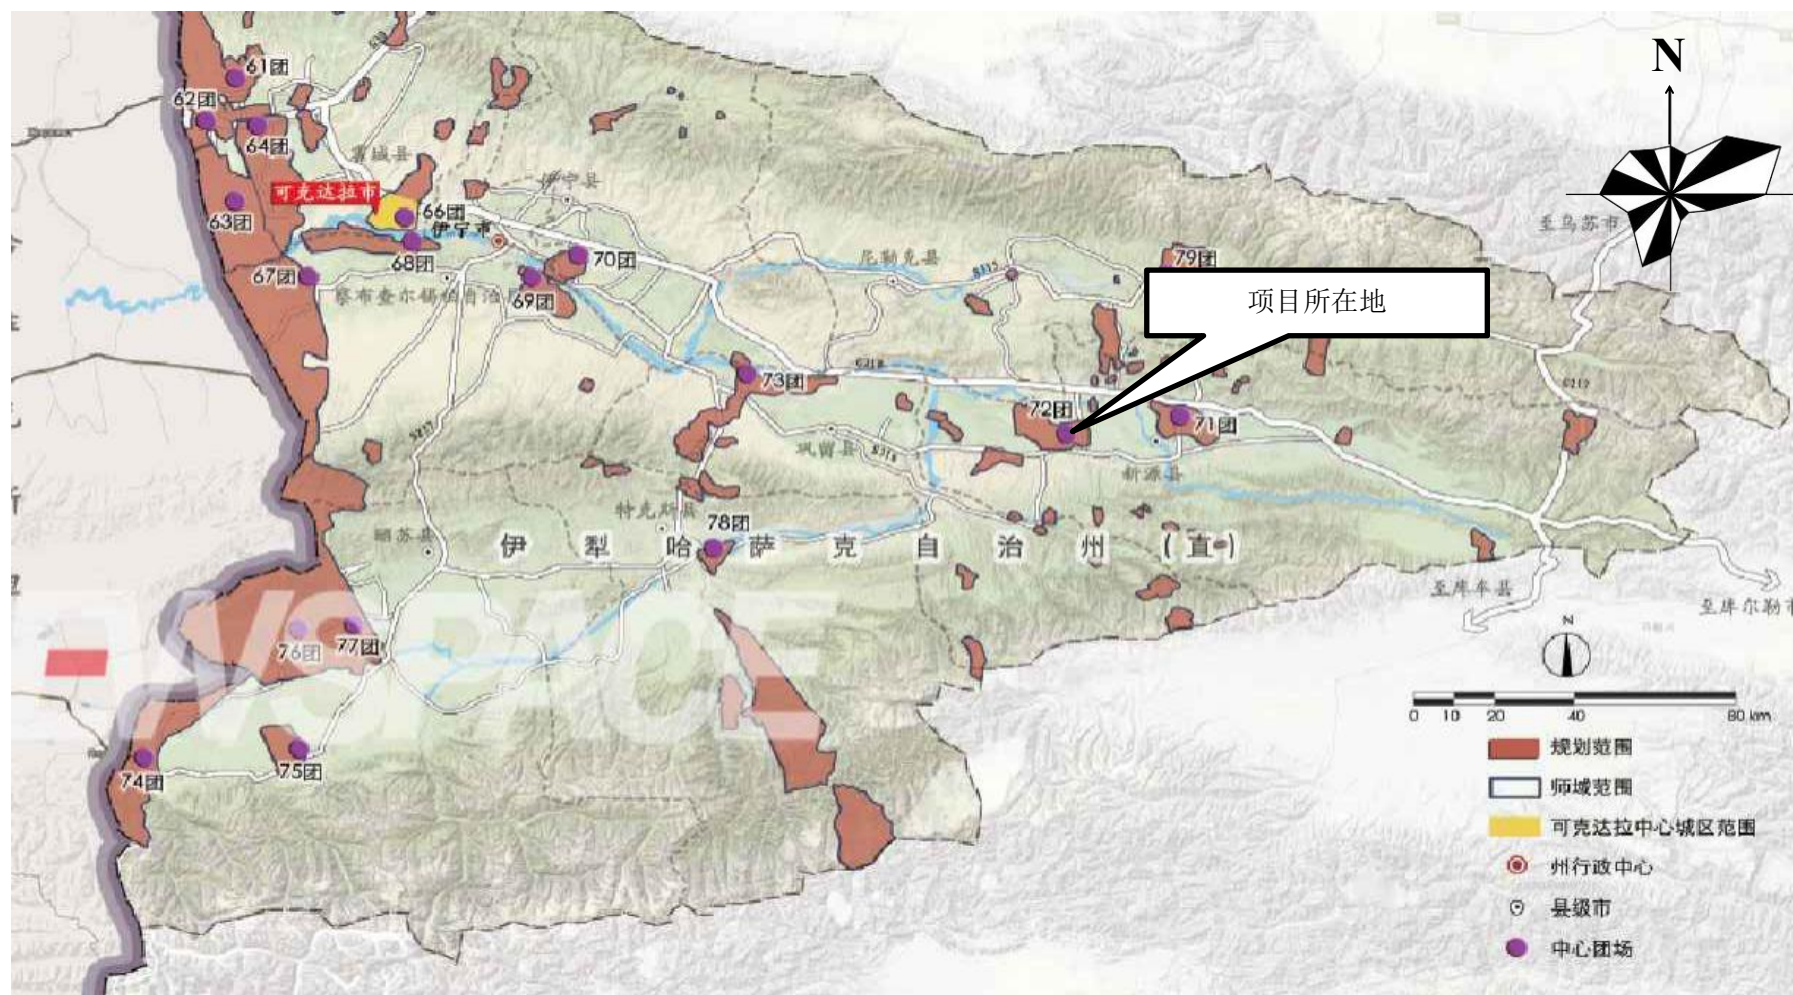 N
61团
62团
64团
霍城县
可克达拉市
伊宁县
63团
66团
伊宁市
至乌苏市
68团
70团
尼勒克县
S315
79团
67团
察布查尔锡伯自治县
69团
项目所在地
73团
72团
71团
S237
巩留县
新源县
特克斯县
78团
昭苏县
伊犁哈萨克自治州(直)
至库车县
至库尔勒市
N
76团
77团
NSPACE
0 10 20 40 80 km
规划范围
师域范围
可克达拉中心城区范围
74团
75团
州行政中心
县级市
中心团场